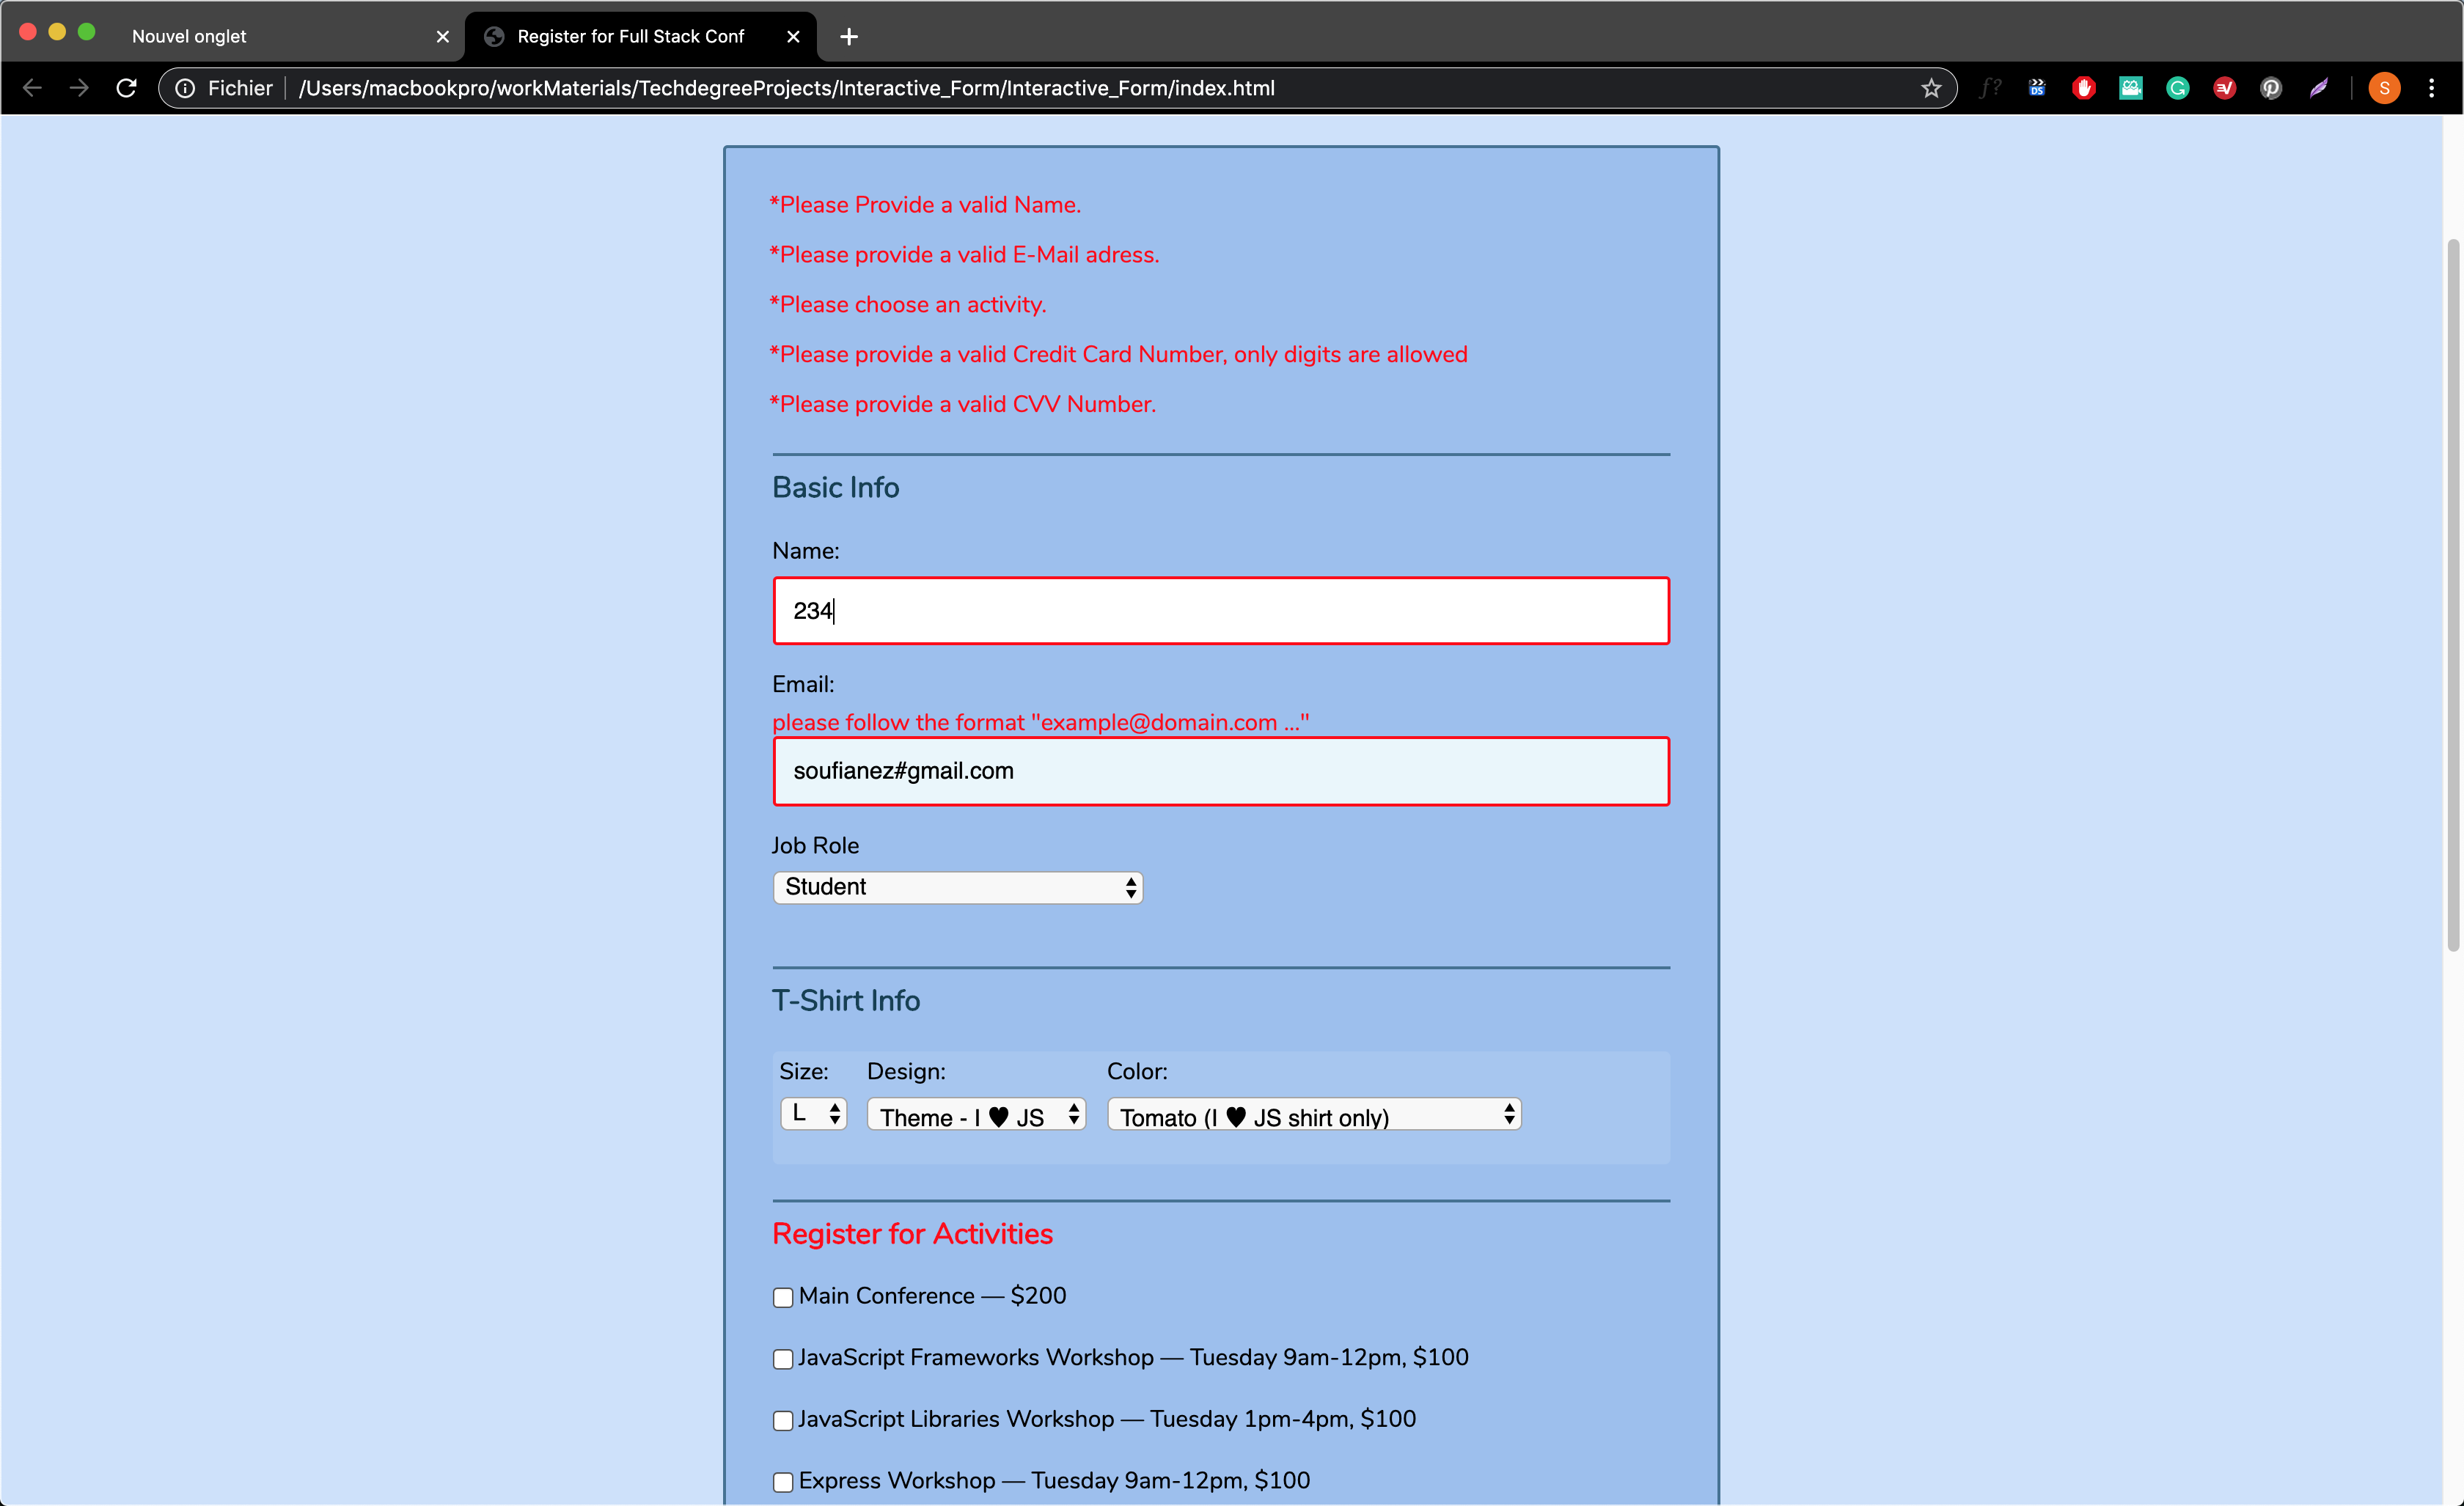 Nouvel onglet
Register for Full Stack Conf
Fichier
/Users/macbookpro/workMaterials/TechdegreeProjects/Interactive_Form/Interactive_Form/index.html
f?
DS
S
*Please Provide a valid Name.
*Please provide a valid E-Mail adress.
*Please choose an activity.
*Please provide a valid Credit Card Number, only digits are allowed
*Please provide a valid CVV Number.
Basic Info
Name:
234
Email:
please follow the format "example@domain.com ..."
soufianez#gmail.com
Job Role
Student
T-Shirt Info
Size: Design: Color:
L Theme - I ♥ JS Tomato (I ♥ JS shirt only)
Register for Activities
Main Conference — $200
JavaScript Frameworks Workshop — Tuesday 9am-12pm, $100
JavaScript Libraries Workshop — Tuesday 1pm-4pm, $100
Express Workshop — Tuesday 9am-12pm, $100